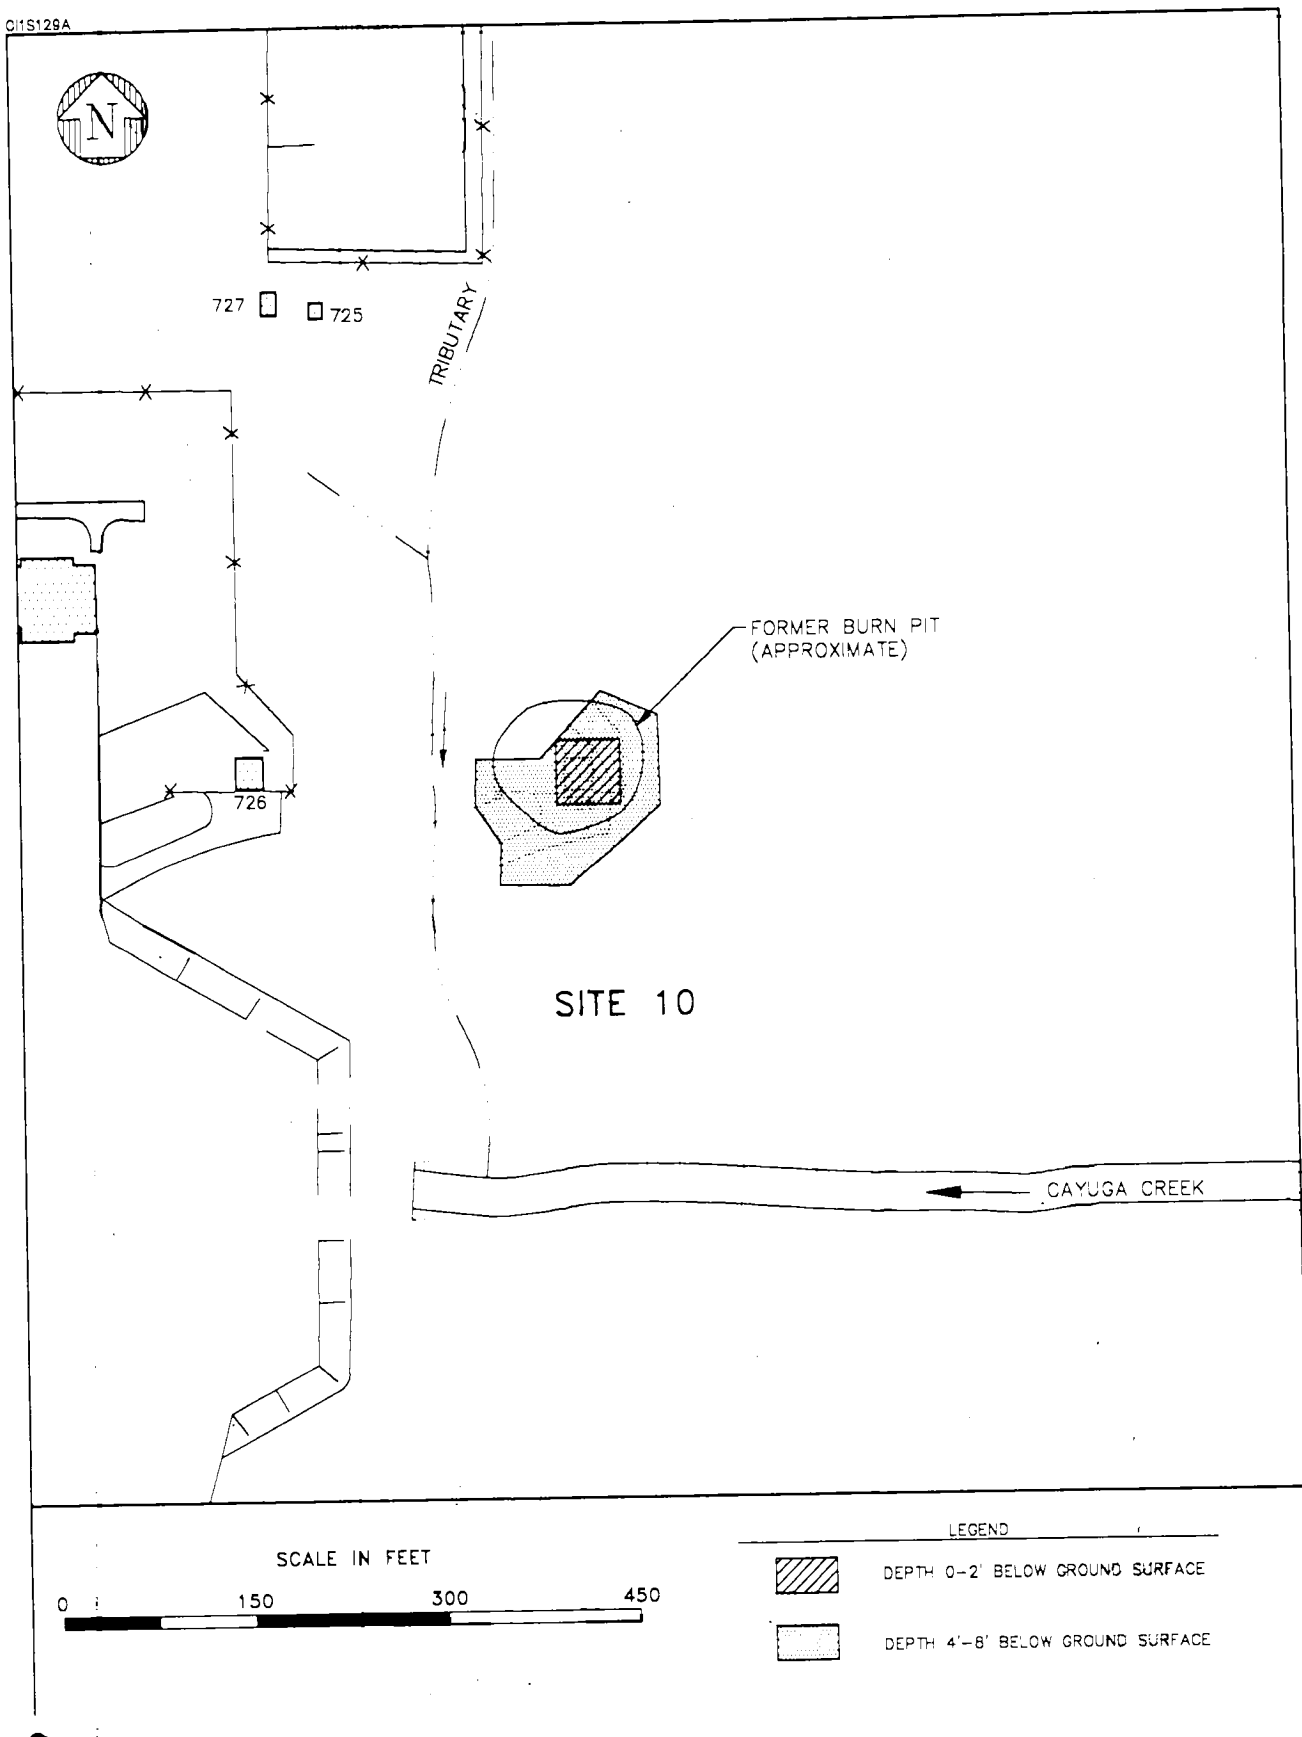 CI1S129A
N
727
725
TRIBUTARY
FORMER BURN PIT
(APPROXIMATE)
726
SITE 10
CAYUGA CREEK
SCALE IN FEET
0 150 300 450
LEGEND
DEPTH 0-2' BELOW GROUND SURFACE
DEPTH 4'-8' BELOW GROUND SURFACE